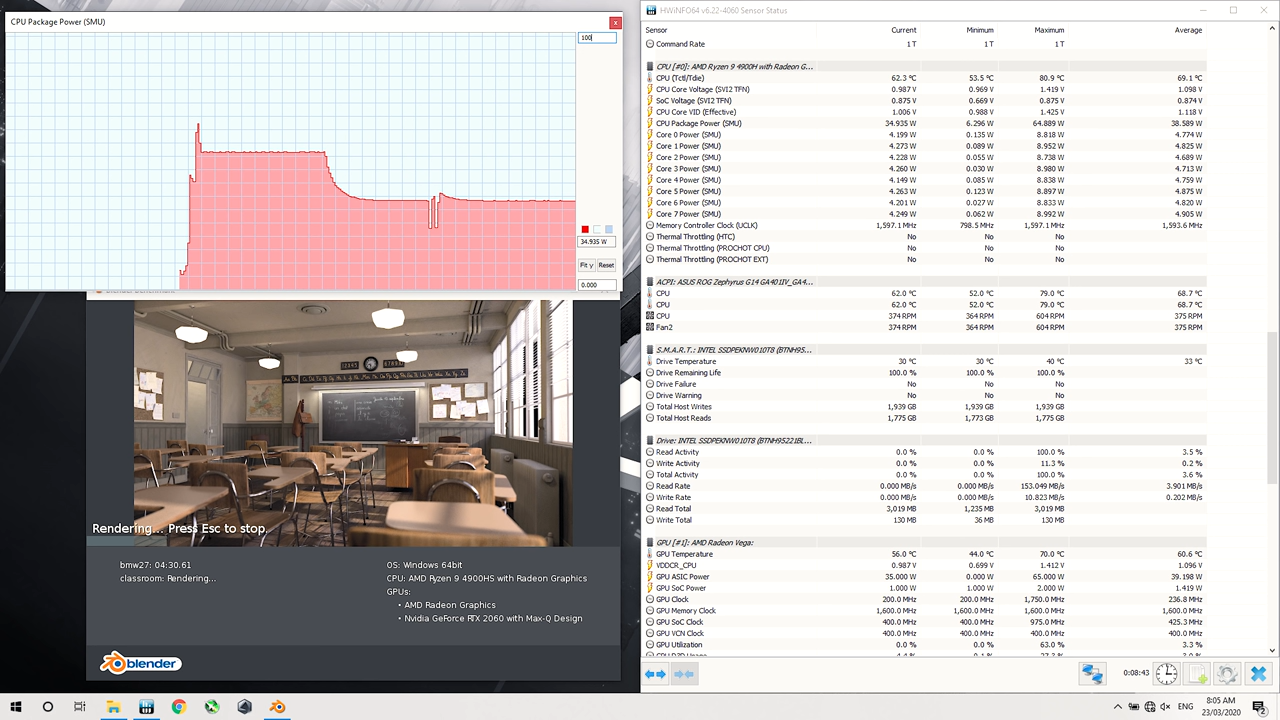 CPU Package Power (SMU)
x
100
34.935 W
Fit y Reset
0.000
Rendering... Press Esc to stop.
bmw27: 04:30.61
classroom: Rendering...
OS: Windows 64bit
CPU: AMD Ryzen 9 4900HS with Radeon Graphics
GPUs:
• AMD Radeon Graphics
• Nvidia GeForce RTX 2060 with Max-Q Design
blender
HWiNFO64 v6.22-4060 Sensor Status
Sensor Current Minimum Maximum Average
Command Rate 1 T 1 T 1 T
CPU [#0]: AMD Ryzen 9 4900H with Radeon G...
CPU (Tctl/Tdie) 62.3 °C 53.5 °C 80.9 °C 69.1 °C
CPU Core Voltage (SVI2 TFN) 0.987 V 0.969 V 1.419 V 1.098 V
SoC Voltage (SVI2 TFN) 0.875 V 0.669 V 0.875 V 0.874 V
CPU Core VID (Effective) 1.006 V 0.988 V 1.425 V 1.118 V
CPU Package Power (SMU) 34.935 W 6.296 W 64.889 W 38.589 W
Core 0 Power (SMU) 4.199 W 0.135 W 8.818 W 4.774 W
Core 1 Power (SMU) 4.273 W 0.089 W 8.952 W 4.825 W
Core 2 Power (SMU) 4.228 W 0.055 W 8.738 W 4.689 W
Core 3 Power (SMU) 4.260 W 0.030 W 8.980 W 4.713 W
Core 4 Power (SMU) 4.149 W 0.085 W 8.838 W 4.759 W
Core 5 Power (SMU) 4.263 W 0.123 W 8.897 W 4.875 W
Core 6 Power (SMU) 4.201 W 0.027 W 8.833 W 4.820 W
Core 7 Power (SMU) 4.249 W 0.062 W 8.992 W 4.905 W
Memory Controller Clock (UCLK) 1,597.1 MHz 798.5 MHz 1,597.1 MHz 1,593.6 MHz
Thermal Throttling (HTC) No No No
Thermal Throttling (PROCHOT CPU) No No No
Thermal Throttling (PROCHOT EXT) No No No
ACPI: ASUS ROG Zephyrus G14 GA401IV_GA4...
CPU 62.0 °C 52.0 °C 79.0 °C 68.7 °C
CPU 62.0 °C 52.0 °C 79.0 °C 68.7 °C
CPU 374 RPM 364 RPM 604 RPM 375 RPM
Fan2 374 RPM 364 RPM 604 RPM 375 RPM
S.M.A.R.T.: INTEL SSDPEKNW010T8 (BTNH95...
Drive Temperature 30 °C 30 °C 40 °C 33 °C
Drive Remaining Life 100.0 % 100.0 % 100.0 %
Drive Failure No No No
Drive Warning No No No
Total Host Writes 1,939 GB 1,939 GB 1,939 GB
Total Host Reads 1,775 GB 1,773 GB 1,775 GB
Drive: INTEL SSDPEKNW010T8 (BTNH95221BL...
Read Activity 0.0 % 0.0 % 100.0 % 3.5 %
Write Activity 0.0 % 0.0 % 11.3 % 0.2 %
Total Activity 0.0 % 0.0 % 100.0 % 3.6 %
Read Rate 0.000 MB/s 0.000 MB/s 153.049 MB/s 3.901 MB/s
Write Rate 0.000 MB/s 0.000 MB/s 10.823 MB/s 0.202 MB/s
Read Total 3,019 MB 1,235 MB 3,019 MB
Write Total 130 MB 36 MB 130 MB
GPU [#1]: AMD Radeon Vega:
GPU Temperature 56.0 °C 44.0 °C 70.0 °C 60.6 °C
VDDCR_CPU 0.987 V 0.699 V 1.412 V 1.096 V
GPU ASIC Power 35.000 W 0.000 W 65.000 W 39.198 W
GPU SoC Power 1.000 W 0.000 W 2.000 W 1.419 W
GPU Clock 200.0 MHz 200.0 MHz 1,750.0 MHz 236.8 MHz
GPU Memory Clock 1,600.0 MHz 1,600.0 MHz 1,600.0 MHz 1,600.0 MHz
GPU SoC Clock 400.0 MHz 400.0 MHz 975.0 MHz 425.3 MHz
GPU VCN Clock 400.0 MHz 400.0 MHz 400.0 MHz 400.0 MHz
GPU Utilization 0.0 % 0.0 % 63.0 % 3.3 %
0:08:43
ENG
8:05 AM
23/03/2020